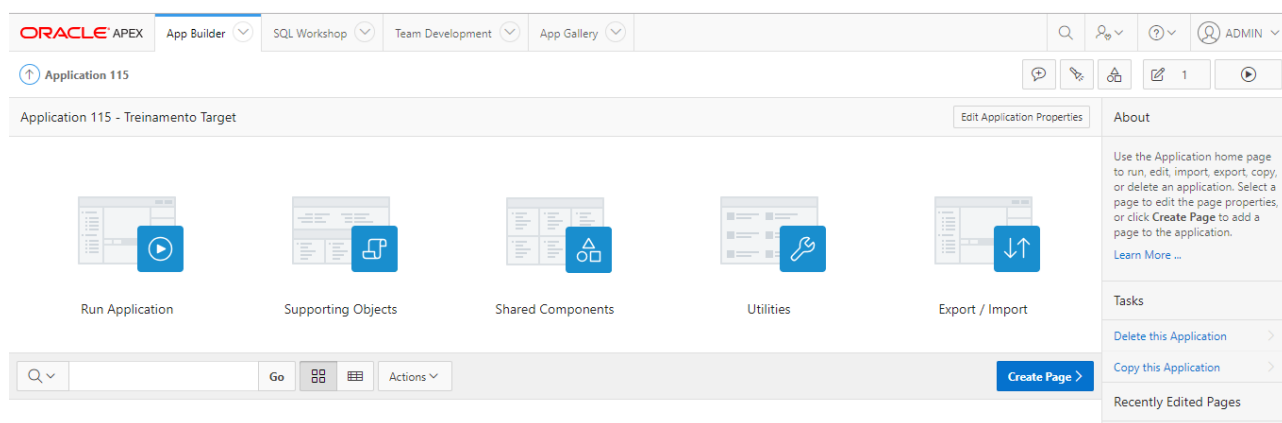 ORACLE APEX App Builder SQL Workshop Team Development App Gallery ADMIN
Application 115
1
Application 115 - Treinamento Target
Edit Application Properties
About
Use the Application home page
to run, edit, import, export, copy,
or delete an application. Select a
page to edit the page properties,
or click Create Page to add a
page to the application.
Learn More ...
Run Application
Supporting Objects
Shared Components
Utilities
Export / Import
Tasks
Delete this Application
Copy this Application
Recently Edited Pages
Go
Actions
Create Page